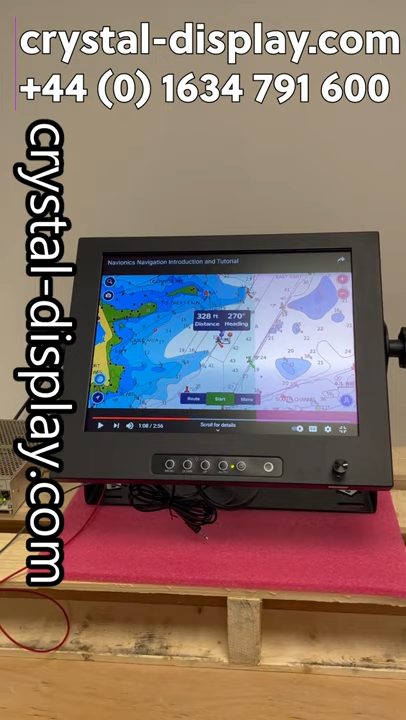 crystal-display.com
+44 (0) 1634 791 600
crystal-display.com
Navionics Navigation Introduction and Tutorial
328 ft 270°
Distance Heading
Route Start Menu
1:08 / 2:56
Scroll for details